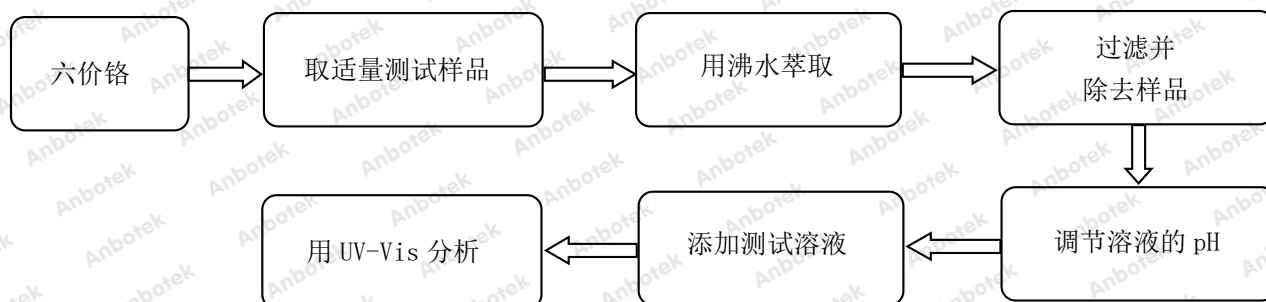 六价铬
取适量测试样品
用沸水萃取
过滤并
除去样品
调节溶液的 pH
添加测试溶液
用 UV-Vis 分析
Anbotek